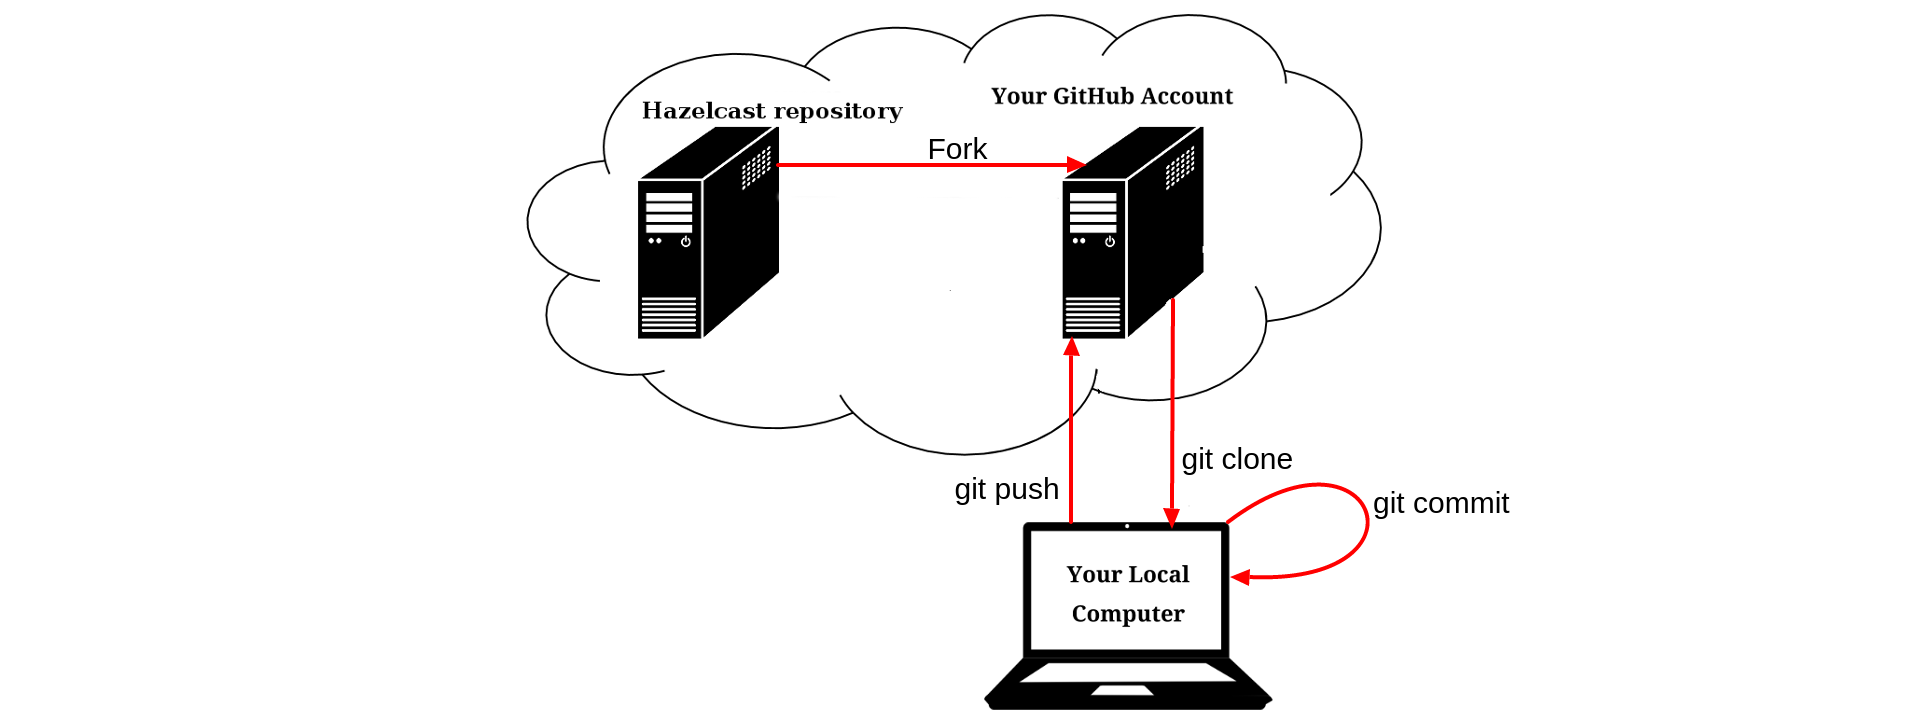 Hazelcast repository
Your GitHub Account
Fork
git clone
git push
git commit
Your Local
Computer